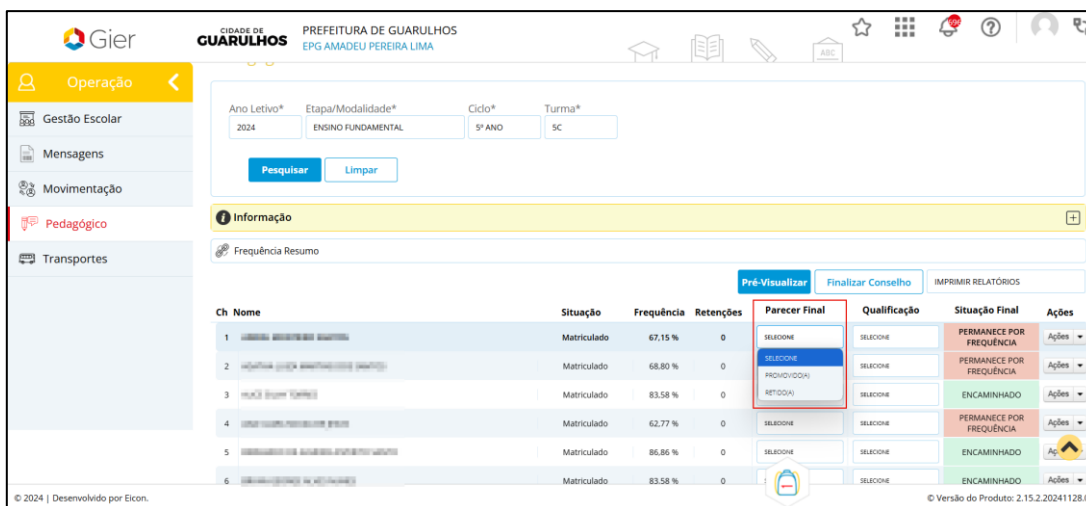 Gier
CIDADE DE
GUARULHOS
PREFEITURA DE GUARULHOS
EPG AMADEU PEREIRA LIMA
ABC
596
Operação
Gestão Escolar
Mensagens
Movimentação
Pedagógico
Transportes
Ano Letivo* Etapa/Modalidade* Ciclo* Turma*
2024 ENSINO FUNDAMENTAL 5º ANO 5C
Pesquisar Limpar
Informação
Frequência Resumo
Pré-Visualizar Finalizar Conselho IMPRIMIR RELATÓRIOS
Ch Nome Situação Frequência Retenções Parecer Final Qualificação Situação Final Ações
1 Matriculado 67,15 % 0 SELECIONE SELECIONE PERMANECE POR FREQUÊNCIA Ações
SELECIONE
PROMOVIDO(A)
RETIDO(A)
2 Matriculado 68,80 % 0 SELECIONE PERMANECE POR FREQUÊNCIA Ações
3 Matriculado 83,58 % 0 SELECIONE ENCAMINHADO Ações
4 Matriculado 62,77 % 0 SELECIONE SELECIONE PERMANECE POR FREQUÊNCIA Ações
5 Matriculado 86,86 % 0 SELECIONE SELECIONE ENCAMINHADO
6 Matriculado 83.58 % 0 SELECIONE ENCAMINHADO Ações
© 2024 | Desenvolvido por Eicon.
© Versão do Produto: 2.15.2.20241128.